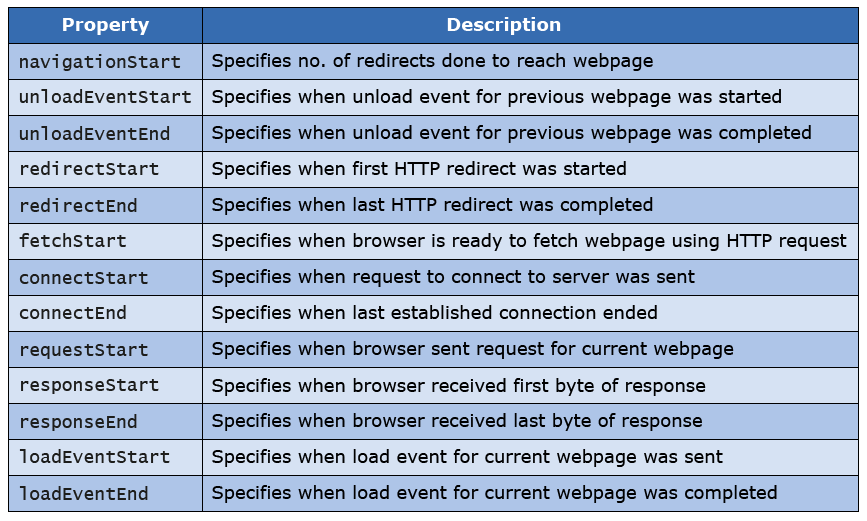 Property Description
navigationStart Specifies no. of redirects done to reach webpage
unloadEventStart Specifies when unload event for previous webpage was started
unloadEventEnd Specifies when unload event for previous webpage was completed
redirectStart Specifies when first HTTP redirect was started
redirectEnd Specifies when last HTTP redirect was completed
fetchStart Specifies when browser is ready to fetch webpage using HTTP request
connectStart Specifies when request to connect to server was sent
connectEnd Specifies when last established connection ended
requestStart Specifies when browser sent request for current webpage
responseStart Specifies when browser received first byte of response
responseEnd Specifies when browser received last byte of response
loadEventStart Specifies when load event for current webpage was sent
loadEventEnd Specifies when load event for current webpage was completed